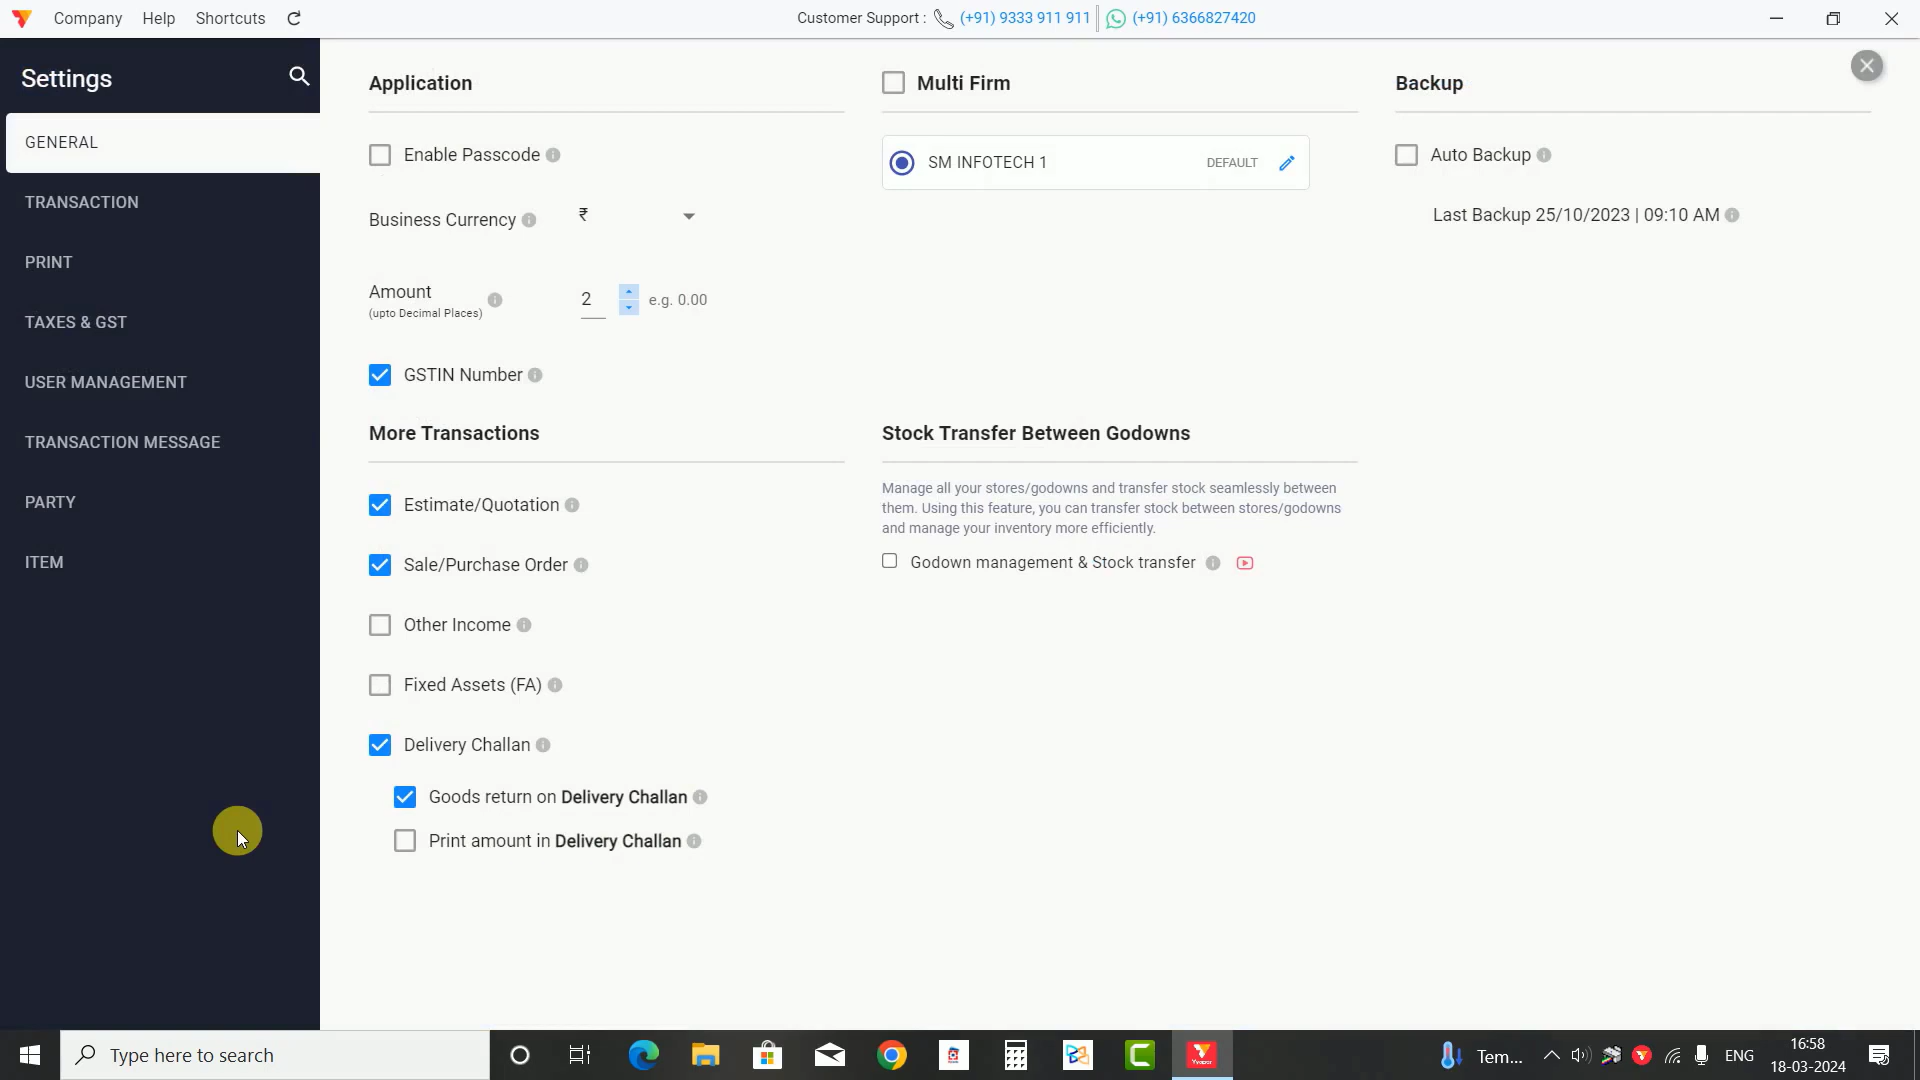 Company Help Shortcuts
Customer Support : (+91) 9333 911 911 (+91) 6366827420
Settings
GENERAL
TRANSACTION
PRINT
TAXES & GST
USER MANAGEMENT
TRANSACTION MESSAGE
PARTY
ITEM
Application
Enable Passcode
Business Currency ₹
Amount
(upto Decimal Places)
2 e.g. 0.00
GSTIN Number
More Transactions
Estimate/Quotation
Sale/Purchase Order
Other Income
Fixed Assets (FA)
Delivery Challan
Goods return on Delivery Challan
Print amount in Delivery Challan
Multi Firm
SM INFOTECH 1 DEFAULT
Stock Transfer Between Godowns
Manage all your stores/godowns and transfer stock seamlessly between
them. Using this feature, you can transfer stock between stores/godowns
and manage your inventory more efficiently.
Godown management & Stock transfer
Backup
Auto Backup
Last Backup 25/10/2023 | 09:10 AM
Type here to search
Tem...
ENG
16:58
18-03-2024